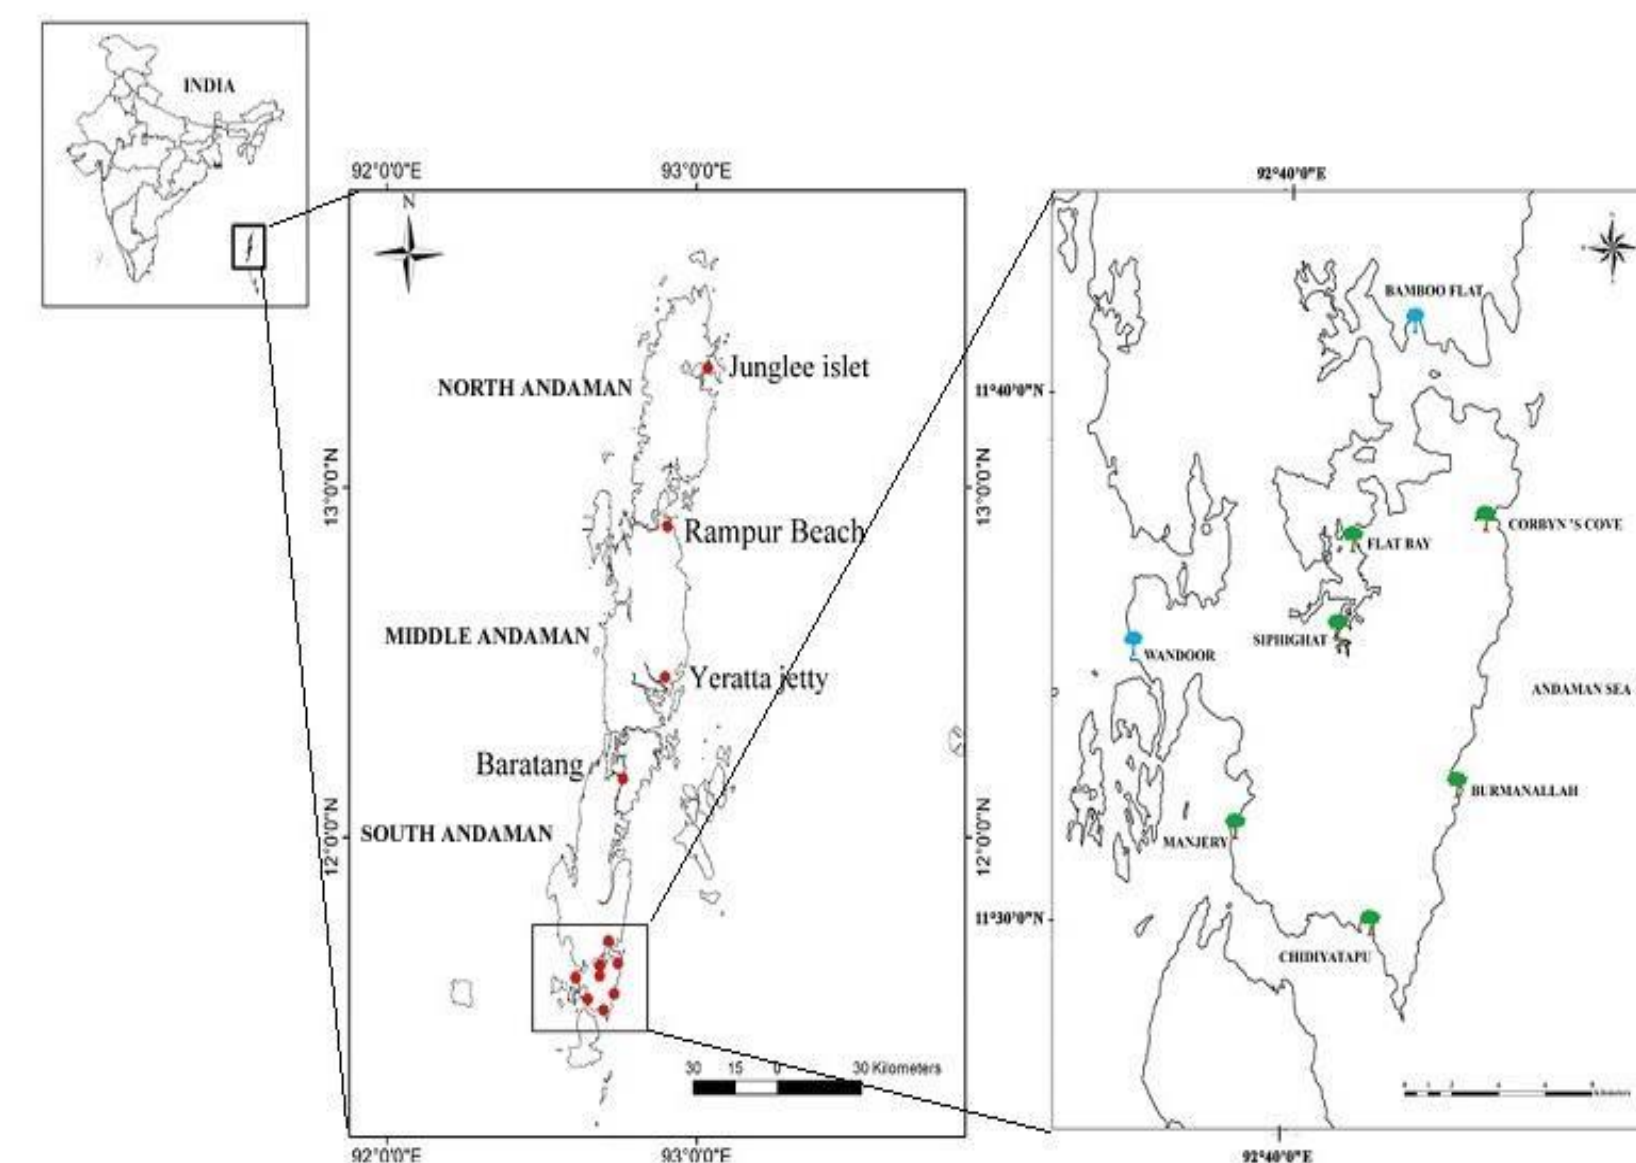 INDIA
92°0'0"E
93°0'0"E
N
Junglee islet
NORTH ANDAMAN
13°0'0"N
13°0'0"N
Rampur Beach
MIDDLE ANDAMAN
Yeratta jetty
Baratang
SOUTH ANDAMAN
12°0'0"N
12°0'0"N
30 15 0 30 Kilometers
92°0'0"E
93°0'0"E
92°40'0"E
BAMBOO FLAT
11°40'0"N
CORBYN 'S COVE
FLAT BAY
SIPHIGHAT
WANDOOR
ANDAMAN SEA
BURMANALLAH
MANJERY
11°30'0"N
CHIDIYATAPU
92°40'0"E